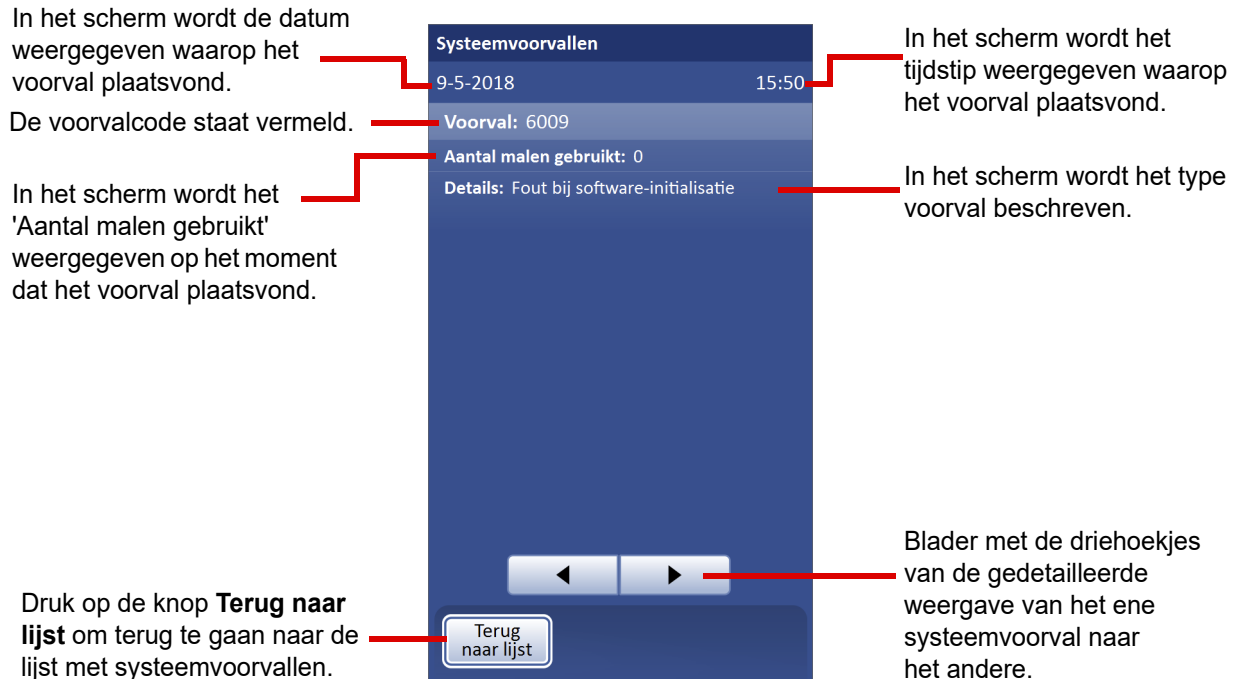 In het scherm wordt de datum
weergegeven waarop het
voorval plaatsvond.
De voorvalcode staat vermeld.
In het scherm wordt het
'Aantal malen gebruikt'
weergegeven op het moment
dat het voorval plaatsvond.
Druk op de knop Terug naar
lijst om terug te gaan naar de
lijst met systeemvoorvallen.
Systeemvoorvallen
9-5-2018 15:50
Voorval: 6009
Aantal malen gebruikt: 0
Details: Fout bij software-initialisatie
Terug
naar lijst
In het scherm wordt het
tijdstip weergegeven waarop
het voorval plaatsvond.
In het scherm wordt het type
voorval beschreven.
Blader met de driehoekjes
van de gedetailleerde
weergave van het ene
systeemvoorval naar
het andere.